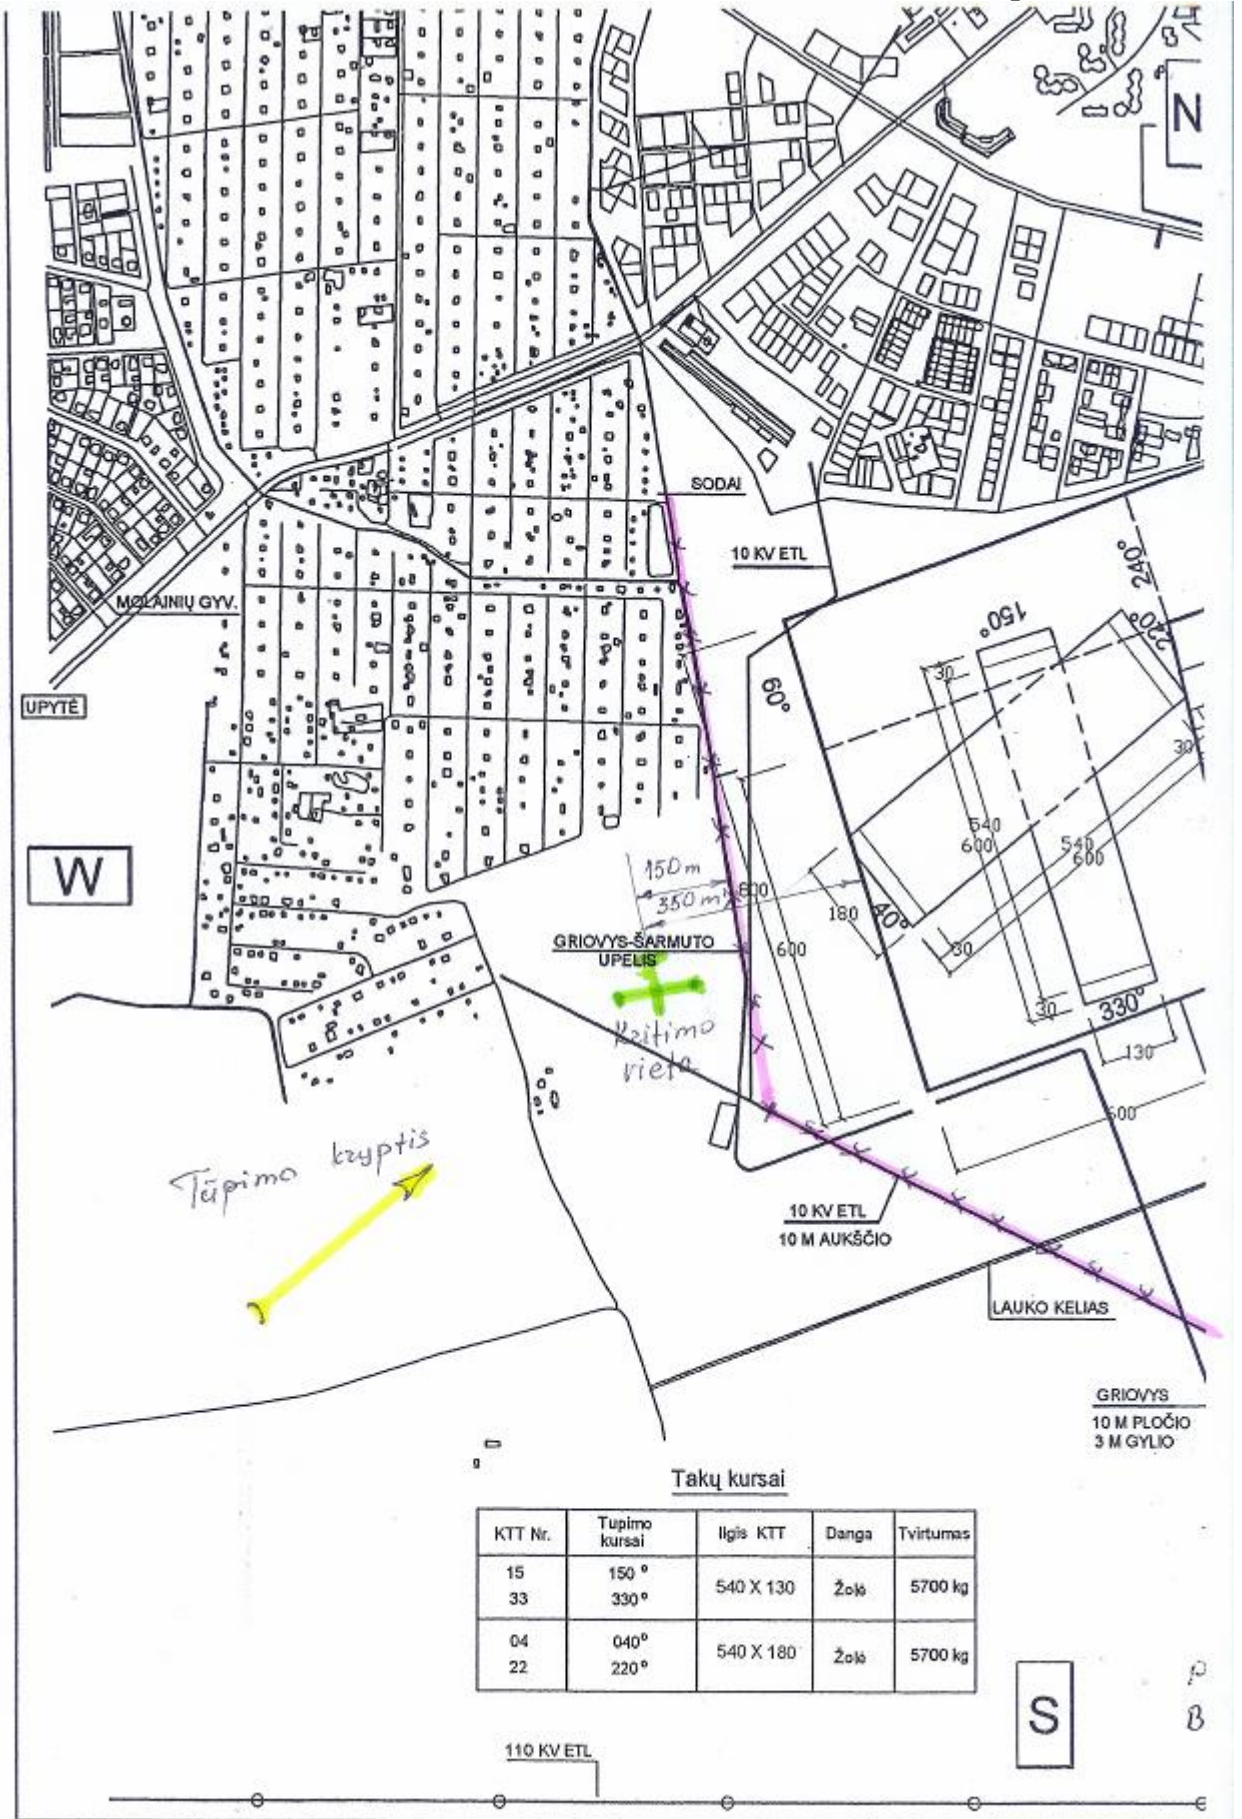 N
SODAI
10 KV ETL
240°
MOLAINIŲ GYV.
150°
220°
UPYTĖ
60°
30
30
W
540
600
540
600
150 m
350 m
800
180
40°
GRIOVYS-ŠARMUTO
UPELIS
600
30
30
330°
Kritimo
vieta
130
600
Tūpimo kryptis
10 KV ETL
10 M AUKŠČIO
LAUKO KELIAS
GRIOVYS
10 M PLOČIO
3 M GYLIO
Takų kursai
KTT Nr. Tupimo kursai Ilgis KTT Danga Tvirtumas
15 150° 540 X 130 Žolė 5700 kg
33 330°
04 040° 540 X 180 Žolė 5700 kg
22 220°
S
P
B
110 KV ETL